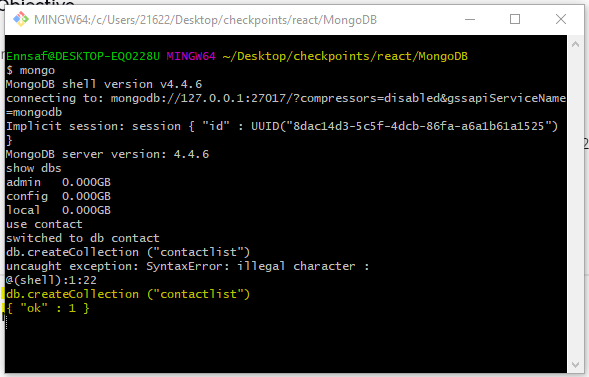 Objective
MINGW64:/c/Users/21622/Desktop/checkpoints/react/MongoDB
Ennsaf@DESKTOP-EQO228U MINGW64 ~/Desktop/checkpoints/react/MongoDB
$ mongo
MongoDB shell version v4.4.6
connecting to: mongodb://127.0.0.1:27017/?compressors=disabled&gssapiServiceName
=mongodb
Implicit session: session { "id" : UUID("8dac14d3-5c5f-4dcb-86fa-a6a1b61a1525")
}
MongoDB server version: 4.4.6
show dbs
admin   0.000GB
config  0.000GB
local   0.000GB
use contact
switched to db contact
db.createCollection ("contactlist")
uncaught exception: SyntaxError: illegal character :
@(shell):1:22
db.createCollection ("contactlist")
{ "ok" : 1 }